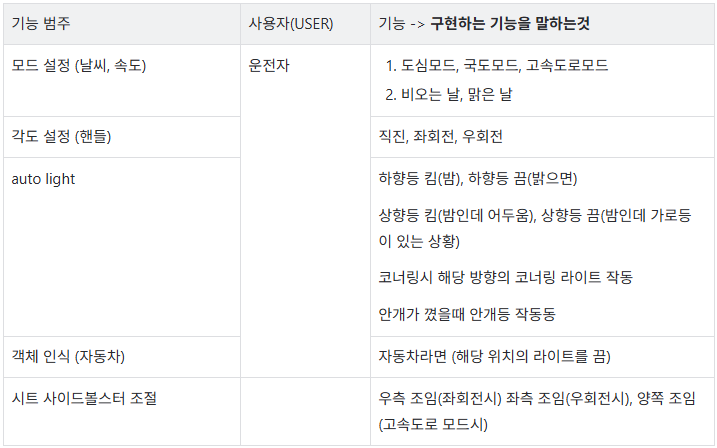 기능 범주 사용자(USER) 기능 -> 구현하는 기능을 말하는것
모드 설정 (날씨, 속도) 운전자 1. 도심모드, 국도모드, 고속도로모드
2. 비오는 날, 맑은 날
각도 설정 (핸들) 직진, 좌회전, 우회전
auto light 하향등 킴(밤), 하향등 끔(밝으면)
상향등 킴(밤인데 어두움), 상향등 끔(밤인데 가로등
이 있는 상황)
코너링시 해당 방향의 코너링 라이트 작동
안개가 꼈을때 안개등 작동동
객체 인식 (자동차) 자동차라면 (해당 위치의 라이트를 끔)
시트 사이드볼스터 조절 우측 조임(좌회전시) 좌측 조임(우회전시), 양쪽 조임
(고속도로 모드시)